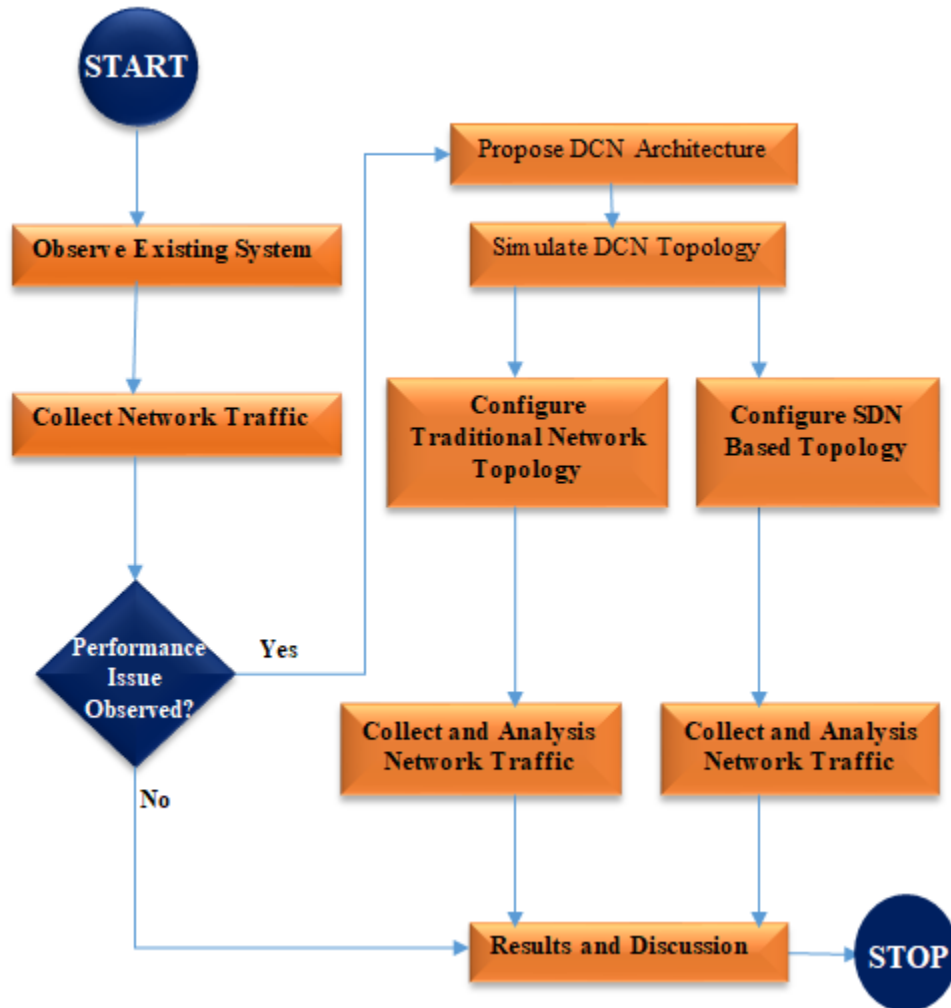 START
Observe Existing System
Collect Network Traffic
Performance
Issue
Observed?
Yes
No
Propose DCN Architecture
Simulate DCN Topology
Configure
Traditional Network
Topology
Configure SDN
Based Topology
Collect and Analysis
Network Traffic
Collect and Analysis
Network Traffic
Results and Discussion
STOP